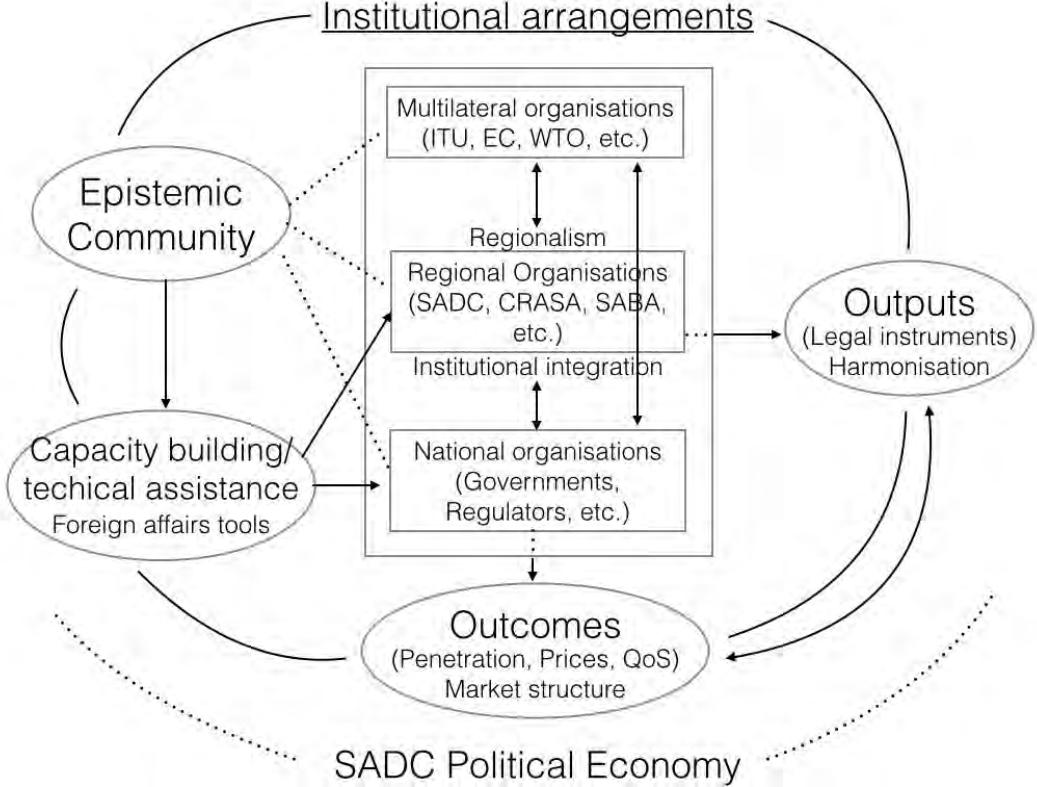 Institutional arrangements
Multilateral organisations
(ITU, EC, WTO, etc.)
Epistemic
Community
Regionalism
Regional Organisations
(SADC, CRASA, SABA,
etc.)
Institutional integration
Outputs
(Legal instruments)
Harmonisation
Capacity building/
techical assistance
Foreign affairs tools
National organisations
(Governments,
Regulators, etc.)
Outcomes
(Penetration, Prices, QoS)
Market structure
SADC Political Economy